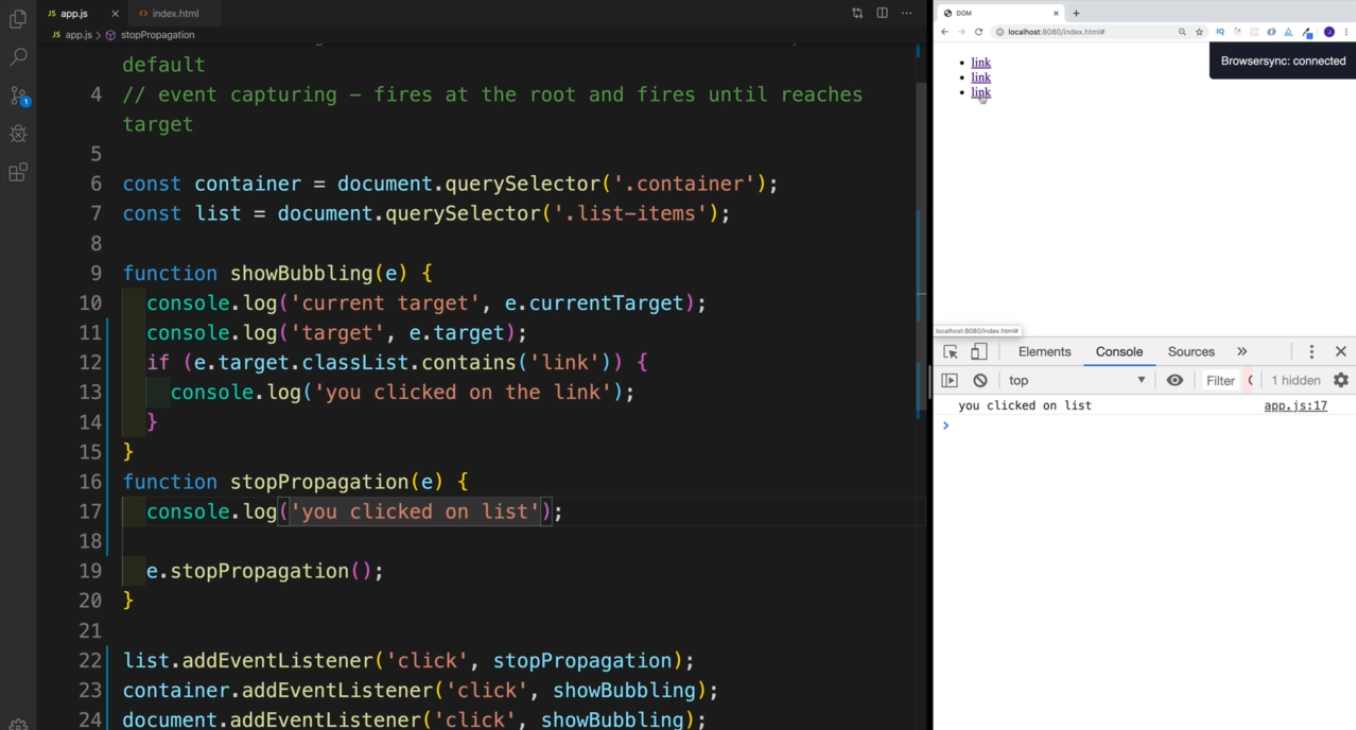 JS app.js
<> index.html
JS app.js > stopPropagation
default
4 // event capturing - fires at the root and fires until reaches
target
5
6 const container = document.querySelector('.container');
7 const list = document.querySelector('.list-items');
8
9 function showBubbling(e) {
10 console.log('current target', e.currentTarget);
11 console.log('target', e.target);
12 if (e.target.classList.contains('link')) {
13 console.log('you clicked on the link');
14 }
15 }
16 function stopPropagation(e) {
17 console.log('you clicked on list');
18
19 e.stopPropagation();
20 }
21
22 list.addEventListener('click', stopPropagation);
23 container.addEventListener('click', showBubbling);
24 document.addEventListener('click', showBubbling);
1
DOM
localhost:8080/index.html#
IQ
J
Browsersync: connected
link
link
link
localhost:8080/index.html#
Elements Console Sources »
top
Filter
1 hidden
you clicked on list app.js:17